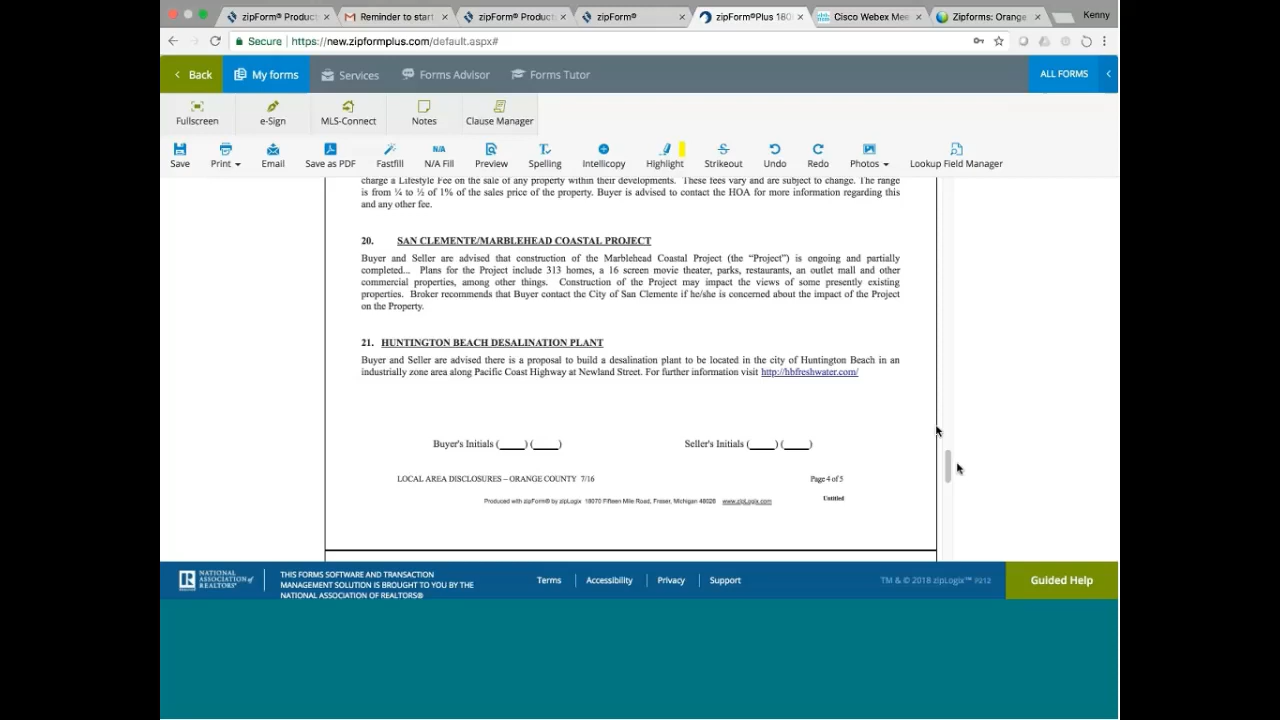 zipForm® Product
Reminder to start
zipForm® Product
zipForm®
zipForm®Plus 180
Cisco Webex Mee
Zipforms: Orange
Kenny
Secure
https://new.zipformplus.com/default.aspx#
Back
My forms
Services
Forms Advisor
Forms Tutor
ALL FORMS
Fullscreen
e-Sign
MLS-Connect
Notes
Clause Manager
N/A
Save
Print
Email
Save as PDF
Fastfill
N/A Fill
Preview
Spelling
Intellicopy
Highlight
Strikeout
Undo
Redo
Photos
Lookup Field Manager
charge a Lifestyle Fee on the sale of any property within their developments. These fees vary and are subject to change. The range
is from ¼ to ½ of 1% of the sales price of the property. Buyer is advised to contact the HOA for more information regarding this
and any other fee.
20. SAN CLEMENTE/MARBLEHEAD COASTAL PROJECT
Buyer and Seller are advised that construction of the Marblehead Coastal Project (the “Project”) is ongoing and partially
completed... Plans for the Project include 313 homes, a 16 screen movie theater, parks, restaurants, an outlet mall and other
commercial properties, among other things. Construction of the Project may impact the views of some presently existing
properties. Broker recommends that Buyer contact the City of San Clemente if he/she is concerned about the impact of the Project
on the Property.
21. HUNTINGTON BEACH DESALINATION PLANT
Buyer and Seller are advised there is a proposal to build a desalination plant to be located in the city of Huntington Beach in an
industrially zone area along Pacific Coast Highway at Newland Street. For further information visit http://hbfreshwater.com/
Buyer's Initials (_____) (_____)
Seller's Initials (_____) (_____)
LOCAL AREA DISCLOSURES – ORANGE COUNTY 7/16
Page 4 of 5
Produced with zipForm® by zipLogix 18070 Fifteen Mile Road, Fraser, Michigan 48026 www.zipLogix.com
Untitled
NATIONAL
ASSOCIATION of
REALTORS®
THIS FORMS SOFTWARE AND TRANSACTION
MANAGEMENT SOLUTION IS BROUGHT TO YOU BY THE
NATIONAL ASSOCIATION OF REALTORS®
Terms
Accessibility
Privacy
Support
TM & © 2018 zipLogix™ P212
Guided Help